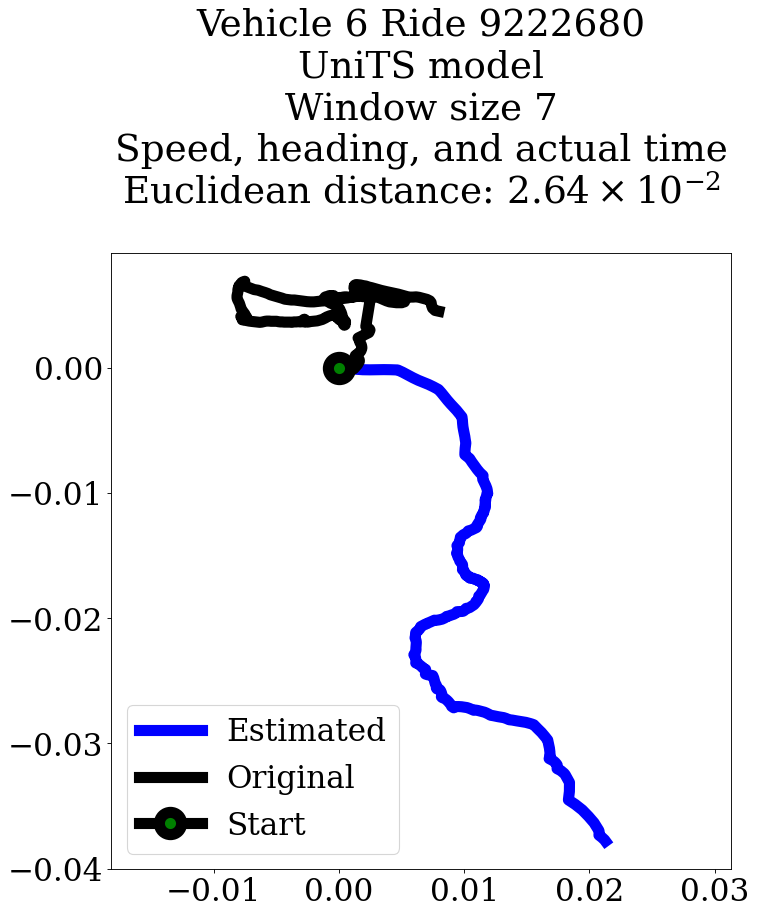 Vehicle 6 Ride 9222680
UniTS model
Window size 7
Speed, heading, and actual time
Euclidean distance: 2.64 × 10⁻²
0.00
−0.01
−0.02
−0.03
−0.04
Estimated
Original
Start
−0.01 0.00 0.01 0.02 0.03